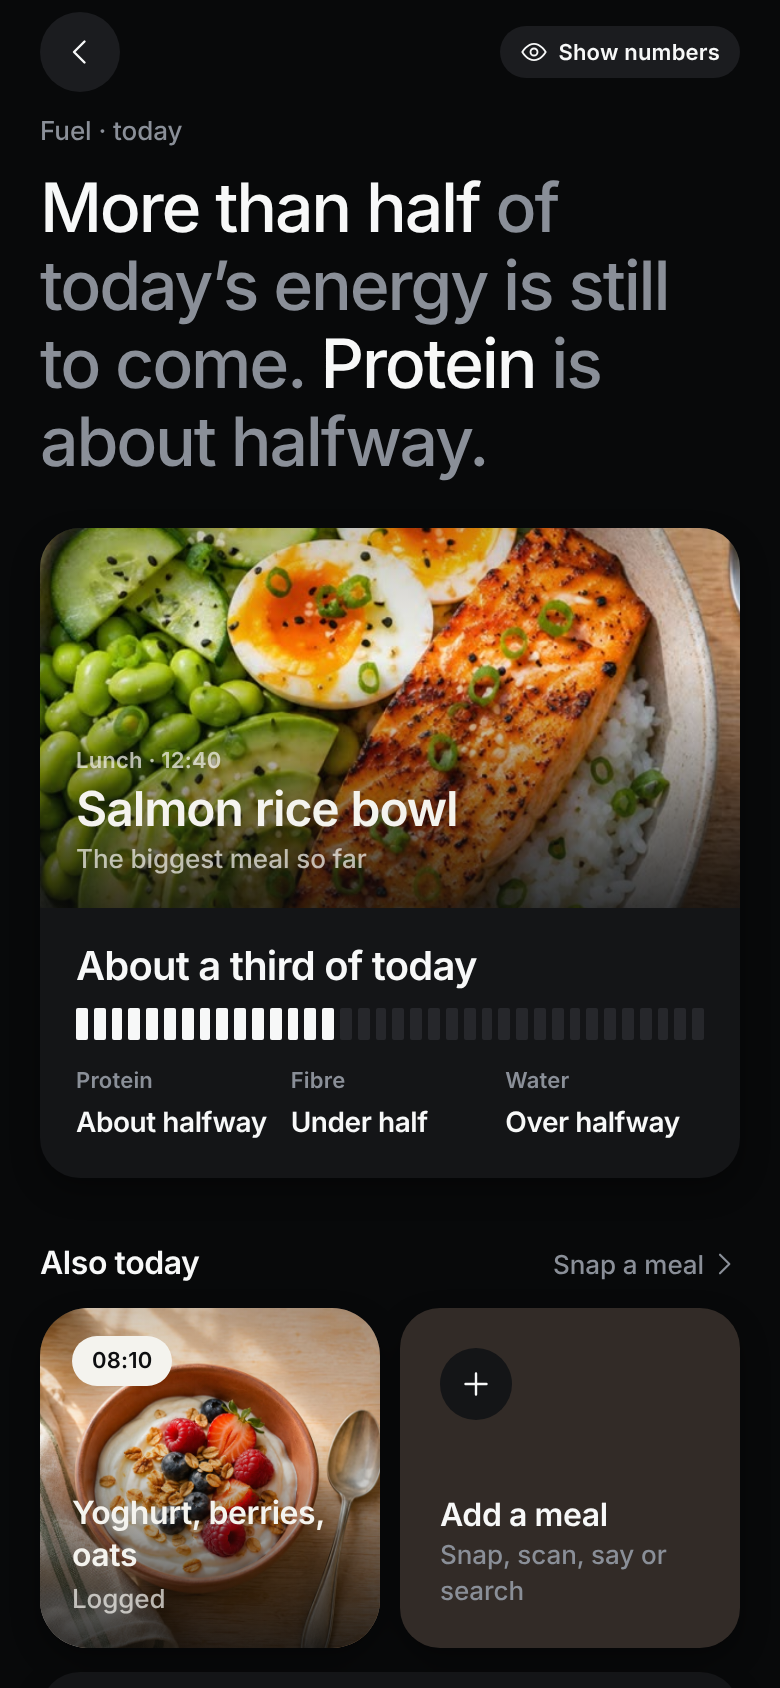 Show numbers
Fuel · today
More than half of
today’s energy is still
to come. Protein is
about halfway.
Lunch · 12:40
Salmon rice bowl
The biggest meal so far
About a third of today
Protein
About halfway
Fibre
Under half
Water
Over halfway
Also today
Snap a meal
08:10
Yoghurt, berries,
oats
Logged
Add a meal
Snap, scan, say or
search